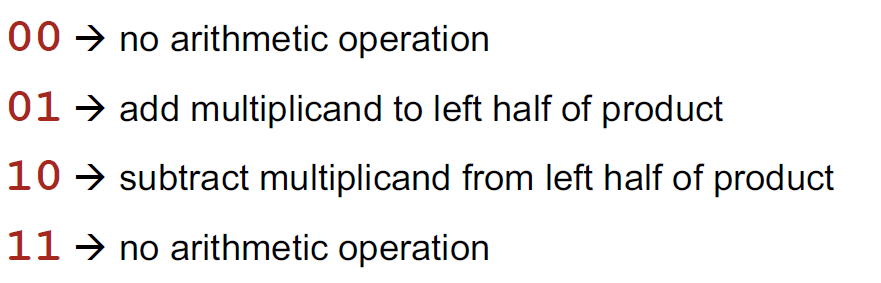 00 → no arithmetic operation
01 → add multiplicand to left half of product
10 → subtract multiplicand from left half of product
11 → no arithmetic operation